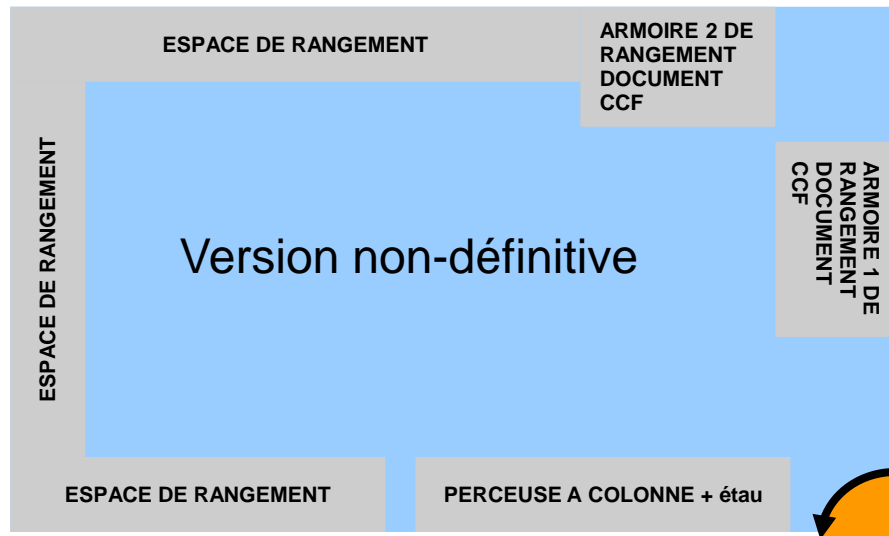 ESPACE DE RANGEMENT
ARMOIRE 2 DE
RANGEMENT
DOCUMENT
CCF
ESPACE DE RANGEMENT
Version non-définitive
ARMOIRE 1 DE
RANGEMENT
DOCUMENT
CCF
ESPACE DE RANGEMENT
PERCEUSE A COLONNE + étau